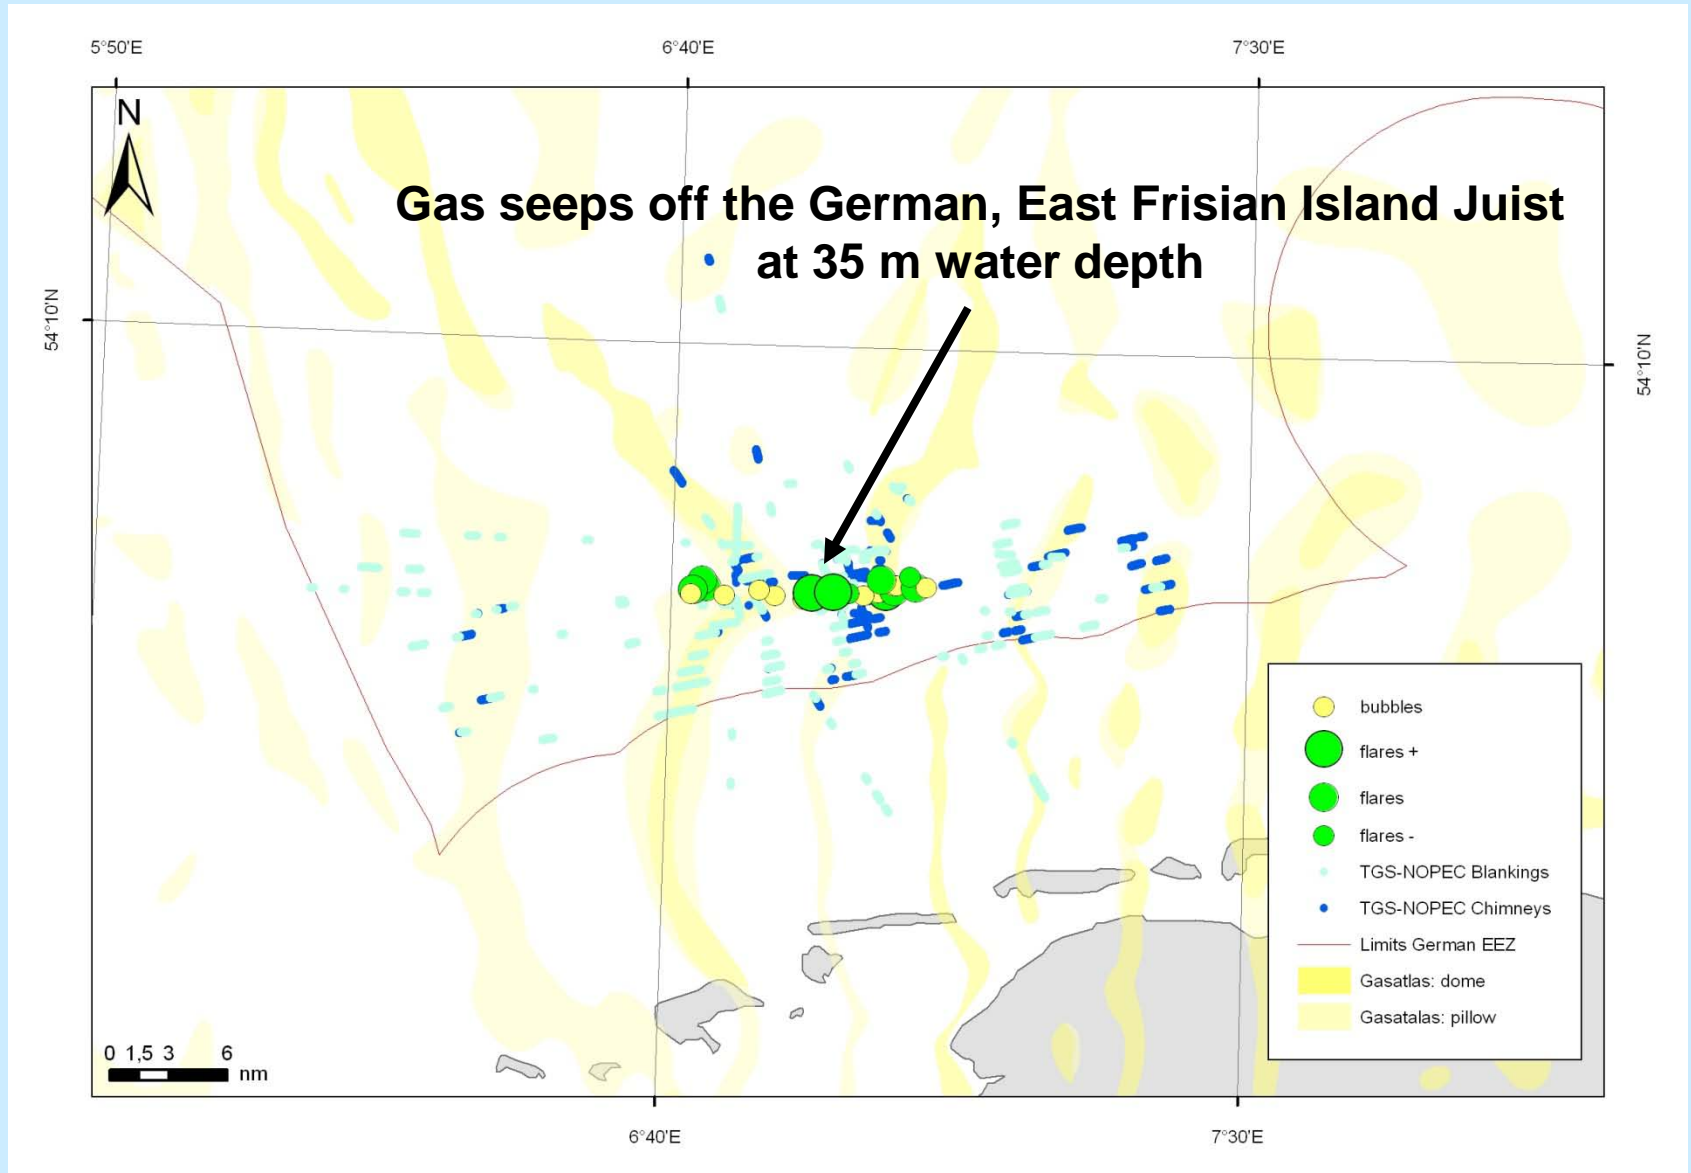 5°50'E
6°40'E
7°30'E
N
Gas seeps off the German, East Frisian Island Juist
at 35 m water depth
54°10'N
54°10'N
bubbles
flares +
flares
flares -
TGS-NOPEC Blankings
TGS-NOPEC Chimneys
Limits German EEZ
Gasatlas: dome
Gasatalas: pillow
0 1,5 3 6
nm
6°40'E
7°30'E